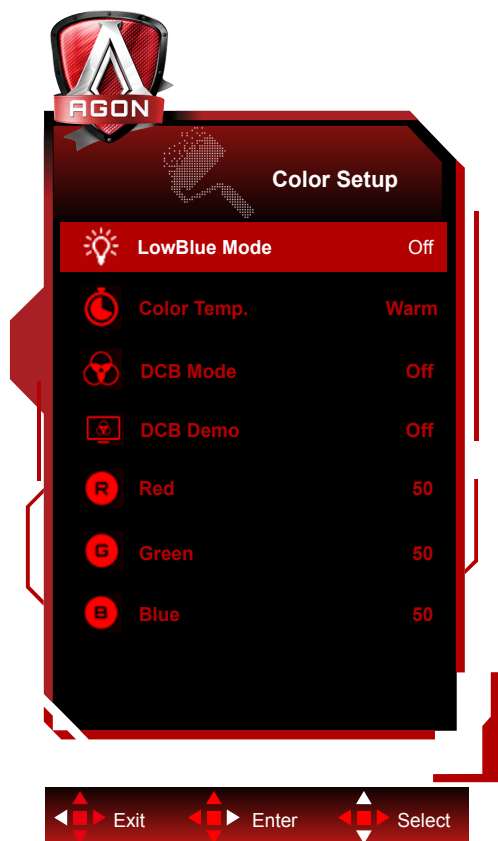 AGON
Color Setup
LowBlue Mode Off
Color Temp. Warm
DCB Mode Off
DCB Demo Off
R Red 50
G Green 50
B Blue 50
Exit Enter Select